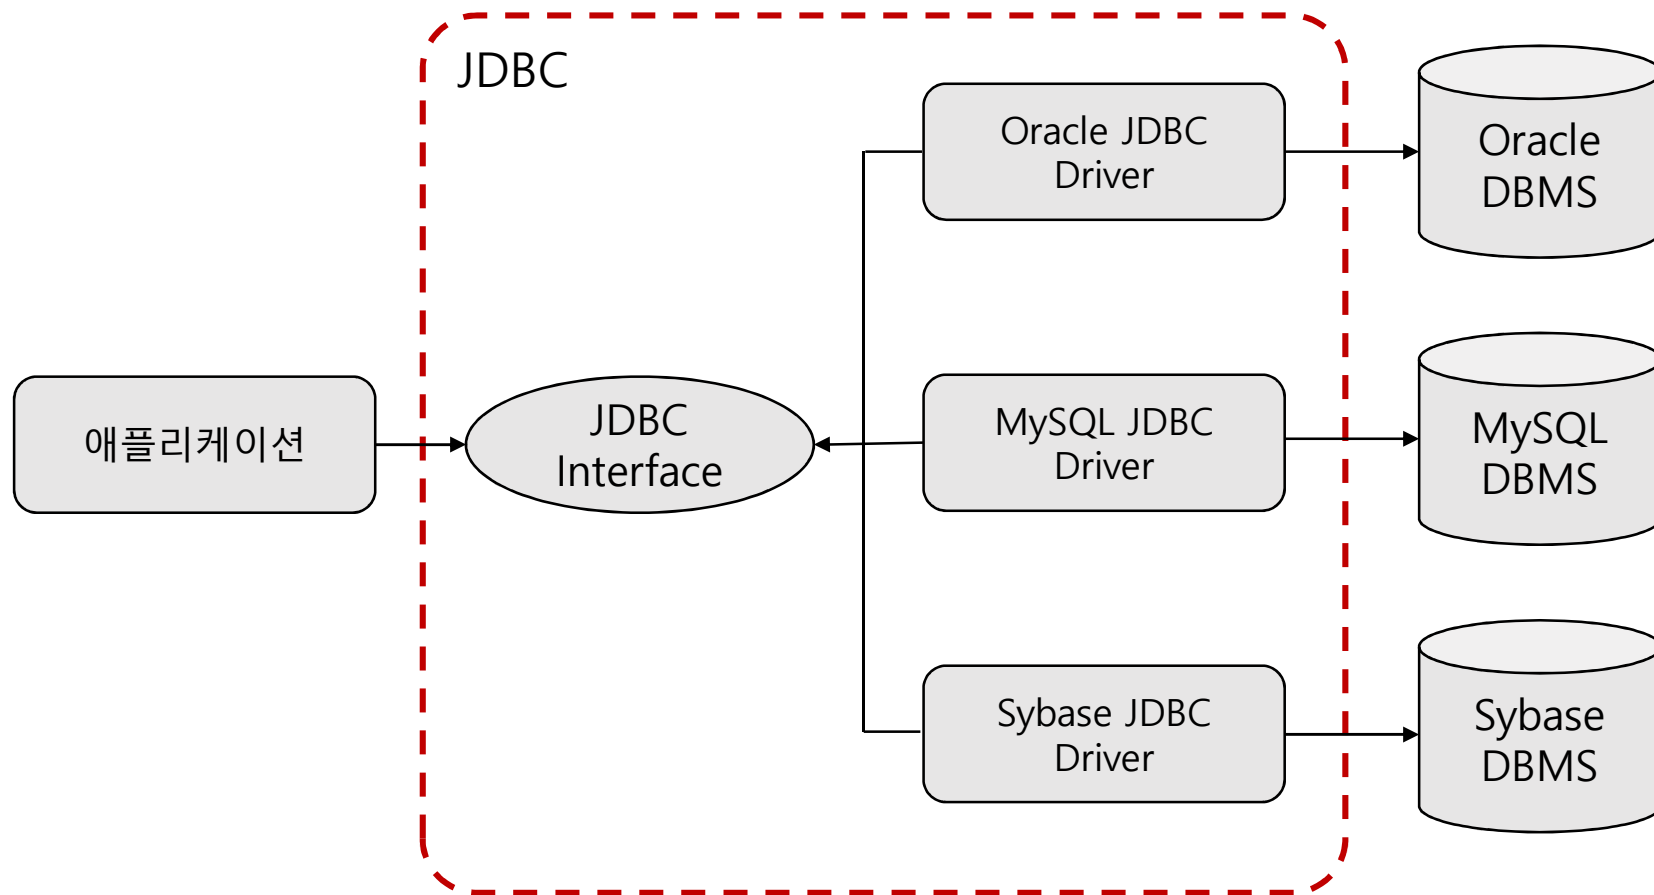 JDBC
Oracle JDBC
Driver
Oracle
DBMS
애플리케이션
JDBC
Interface
MySQL JDBC
Driver
MySQL
DBMS
Sybase JDBC
Driver
Sybase
DBMS